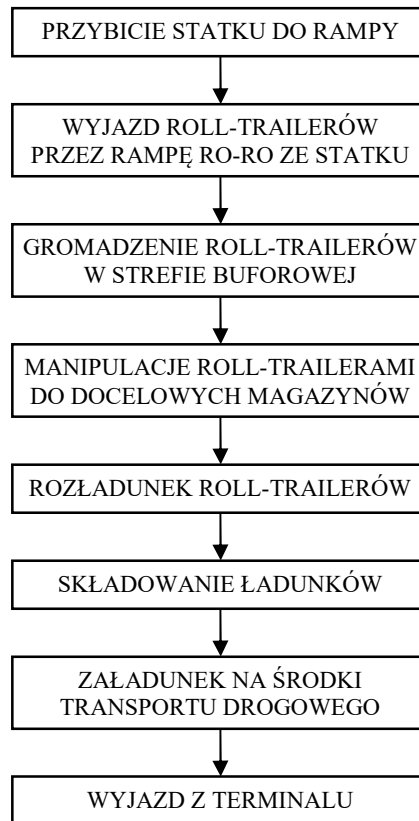 PRZYBICIE STATKU DO RAMPY
WYJAZD ROLL-TRAILERÓW
PRZEZ RAMPĘ RO-RO ZE STATKU
GROMADZENIE ROLL-TRAILERÓW
W STREFIE BUFOROWEJ
MANIPULACJE ROLL-TRAILERAMI
DO DOCELOWYCH MAGAZYNÓW
ROZŁADUNEK ROLL-TRAILERÓW
SKŁADOWANIE ŁADUNKÓW
ZAŁADUNEK NA ŚRODKI
TRANSPORTU DROGOWEGO
WYJAZD Z TERMINALU